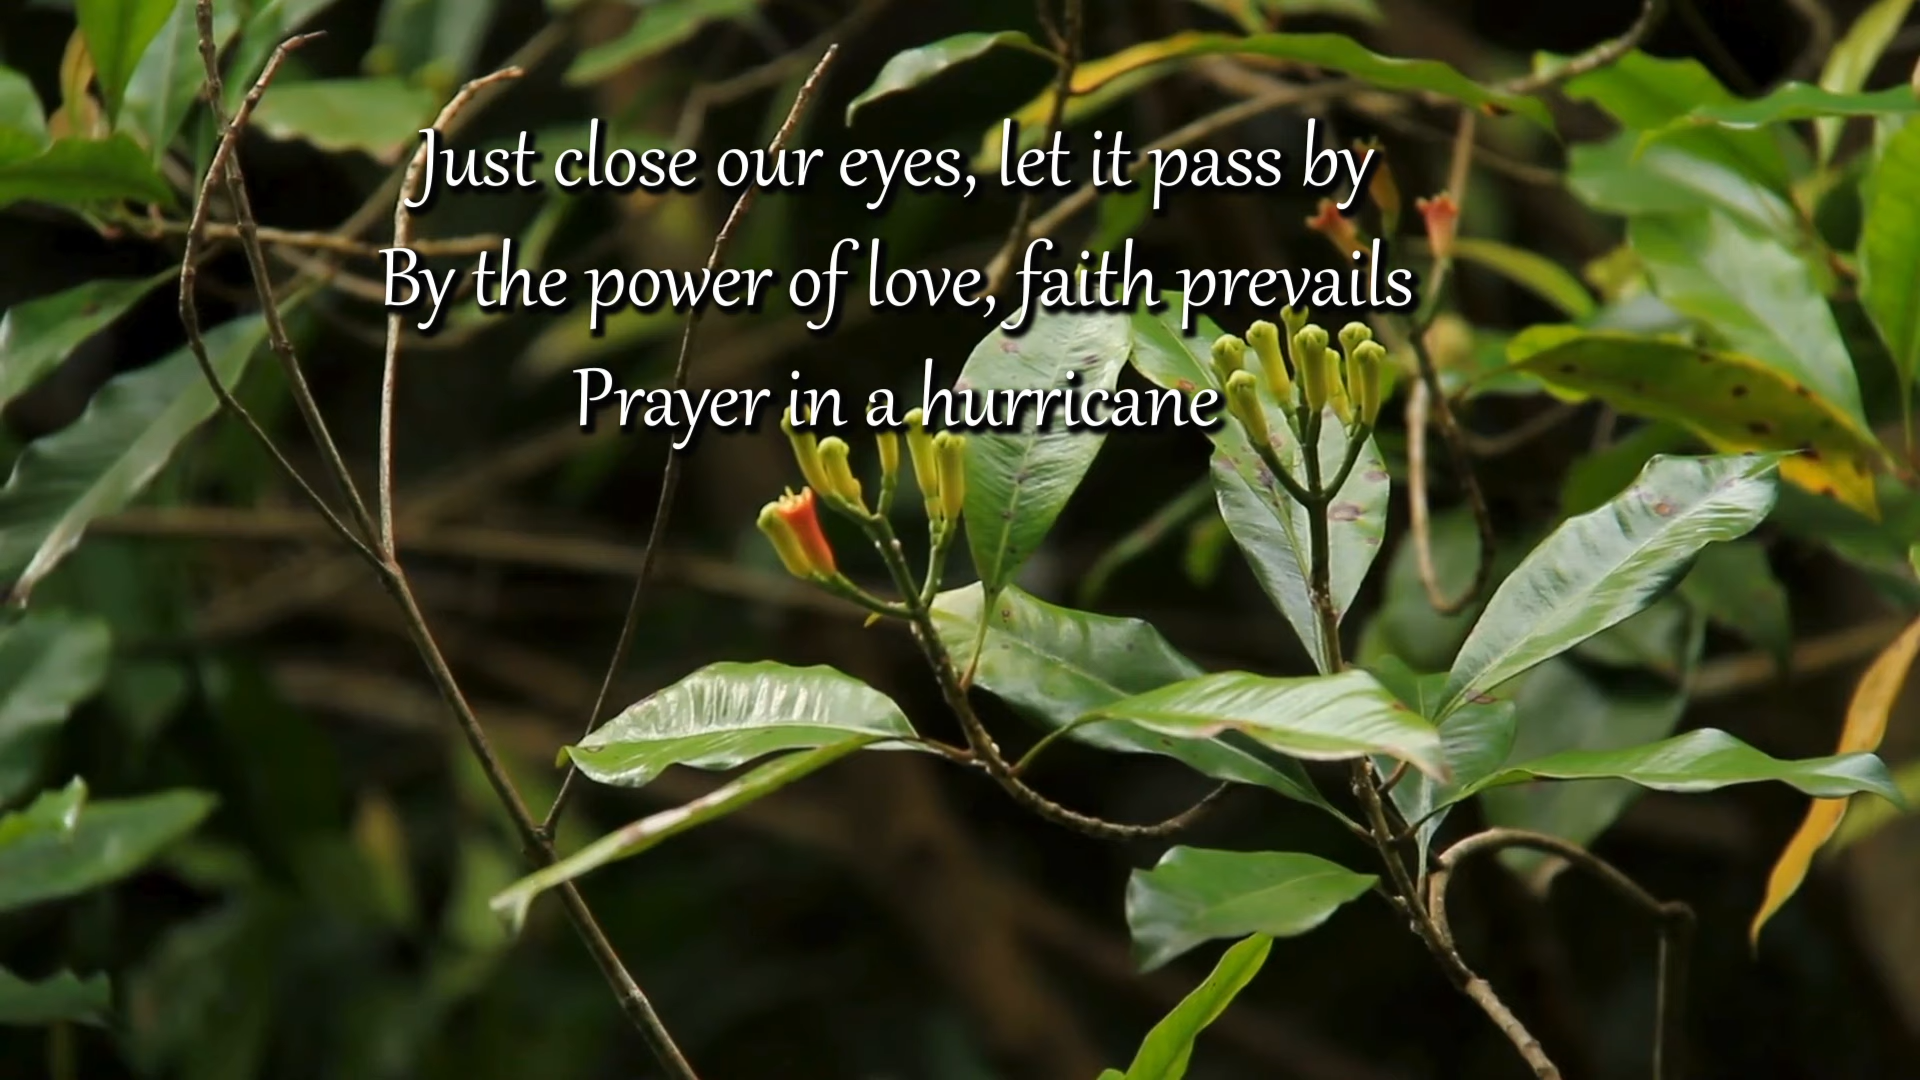 Just close our eyes, let it pass by
By the power of love, faith prevails
Prayer in a hurricane